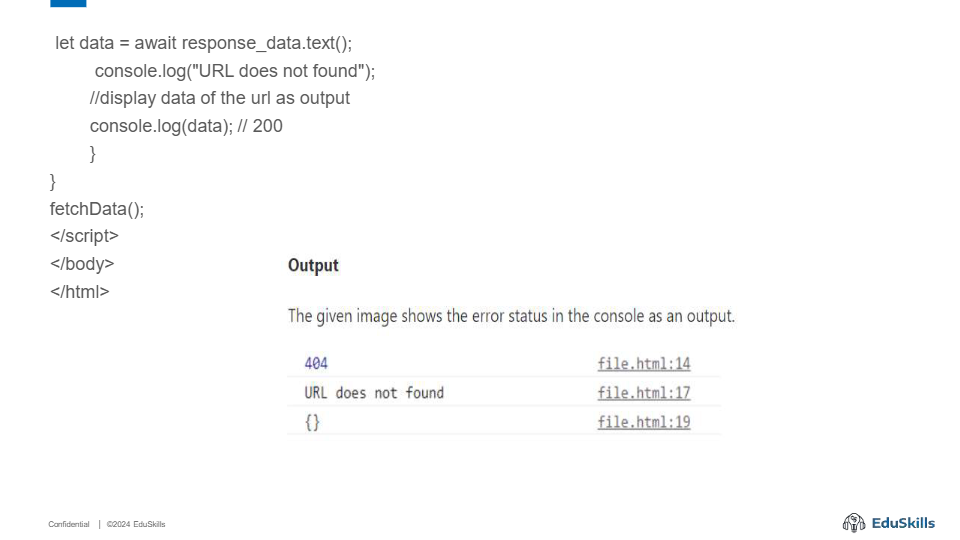 let data = await response_data.text();
console.log("URL does not found");
//display data of the url as output
console.log(data); // 200
}
}
fetchData();
</script>
</body>
</html>
Output
The given image shows the error status in the console as an output.
404 file.html:14
URL does not found file.html:17
{} file.html:19
Confidential | ©2024 EduSkills
EduSkills